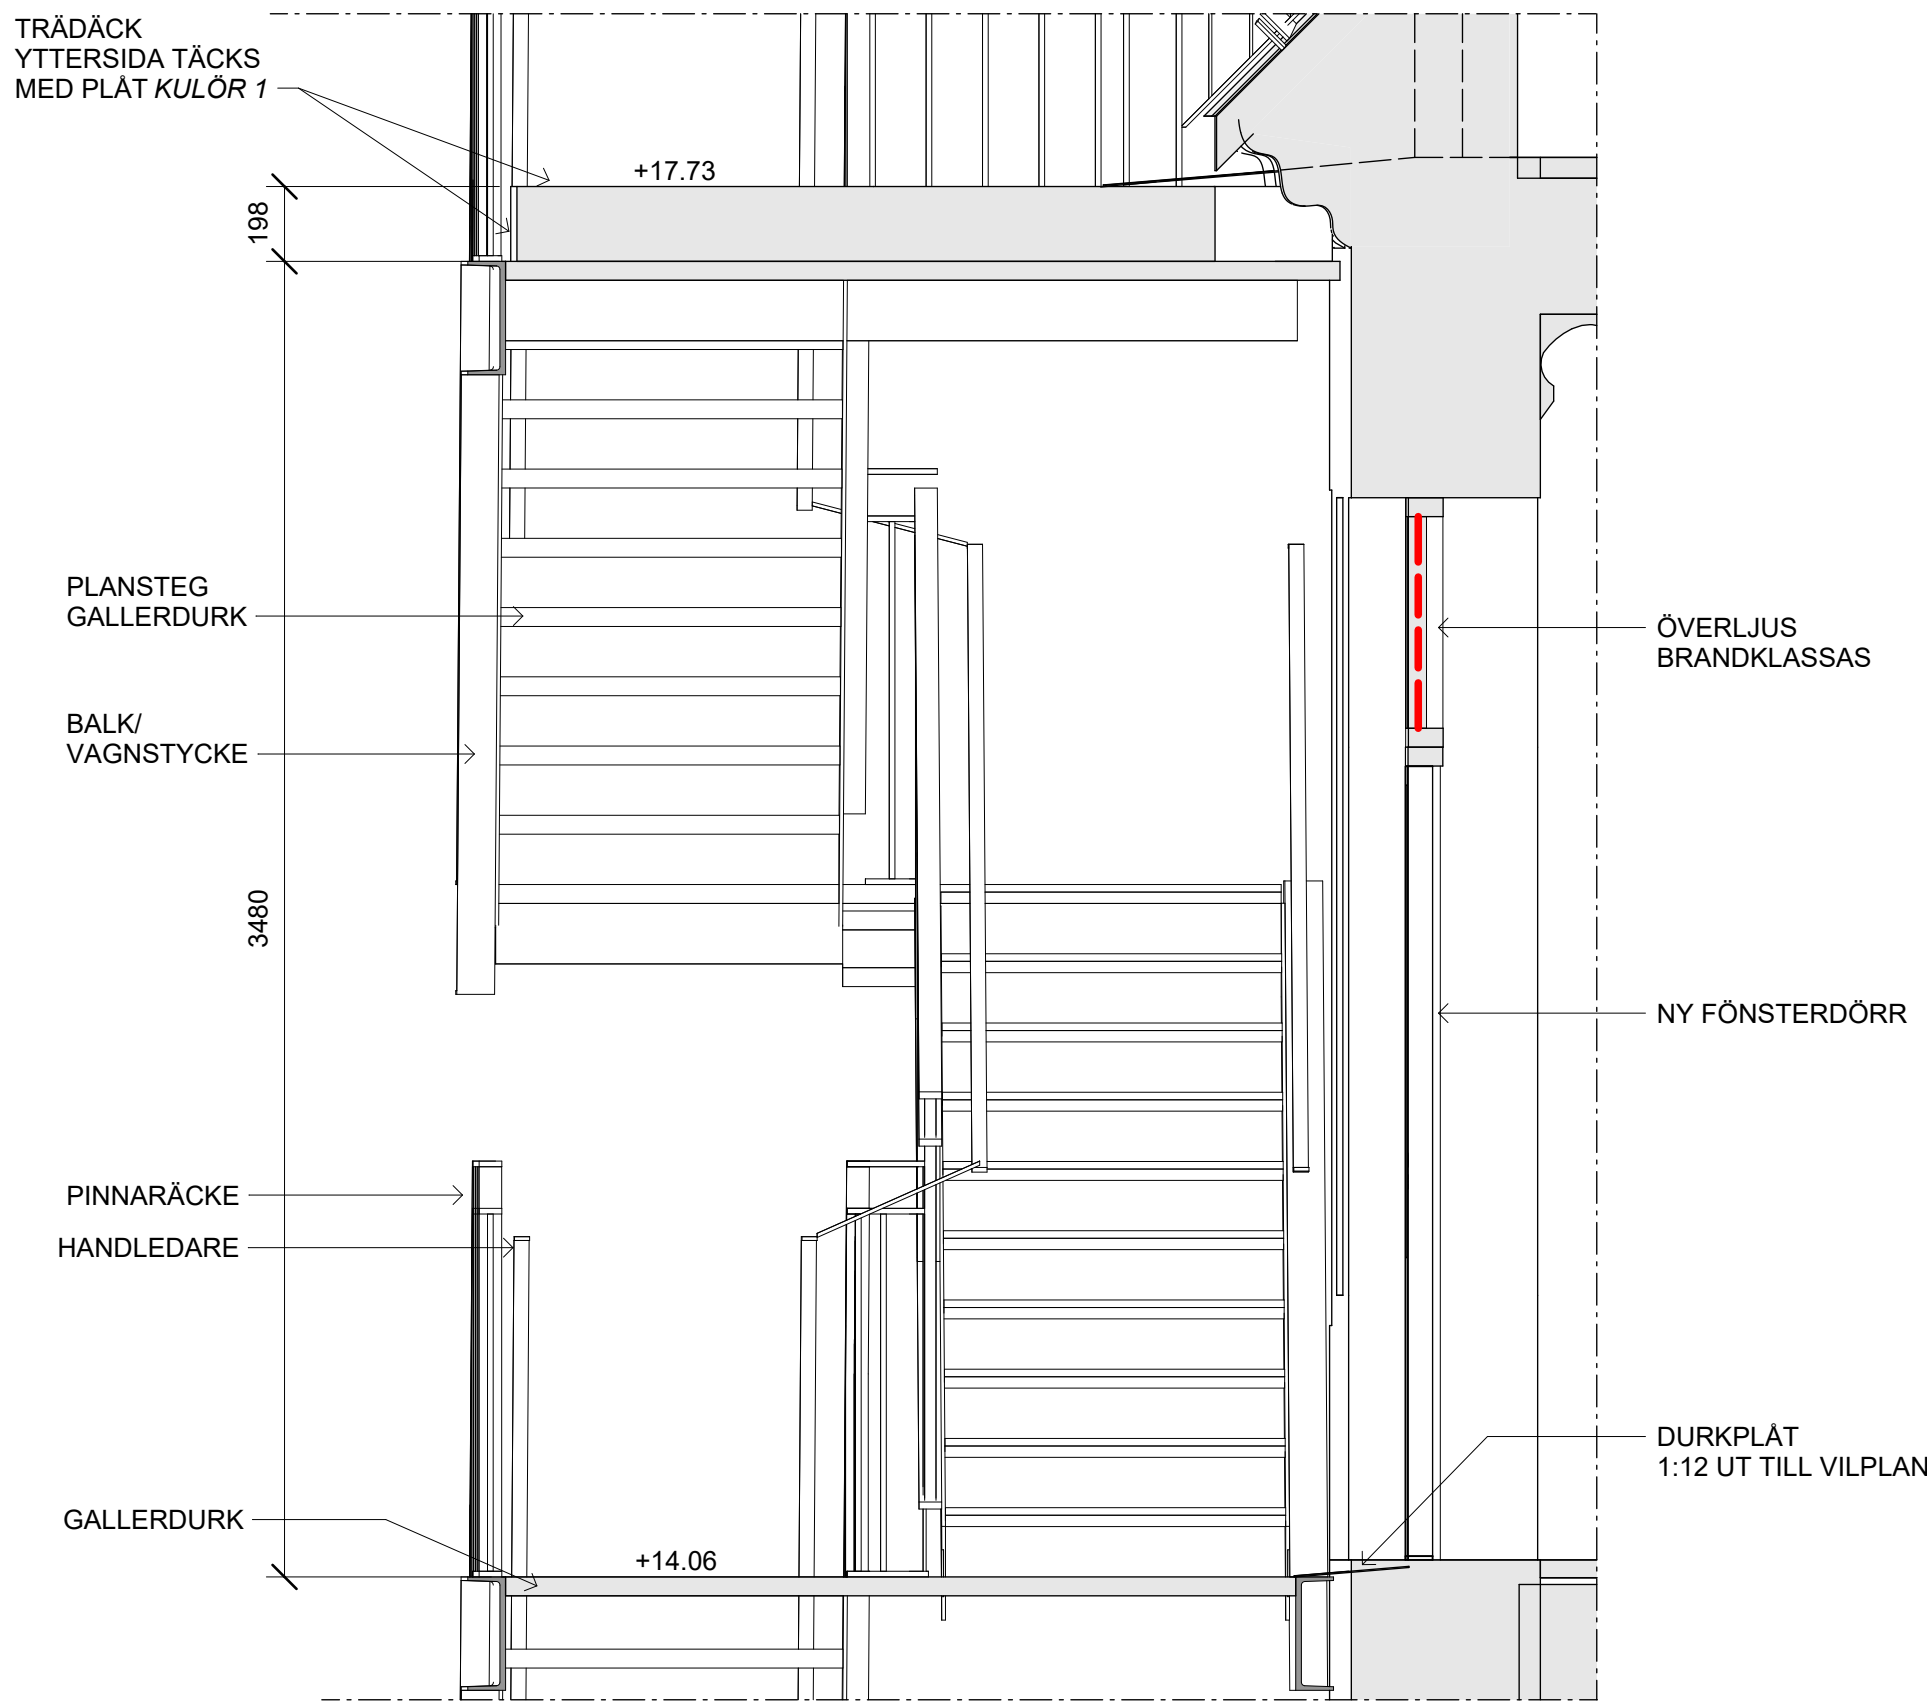 TRÄDÄCK
YTTERSIDA TÄCKS
MED PLÅT KULÖR 1
+17.73
198
PLANSTEG
GALLERDURK
ÖVERLJUS
BRANDKLASSAS
BALK/
VAGNSTYCKE
3480
NY FÖNSTERDÖRR
PINNARÄCKE
HANDLEDARE
DURKPLÅT
1:12 UT TILL VILPLAN
GALLERDURK
+14.06